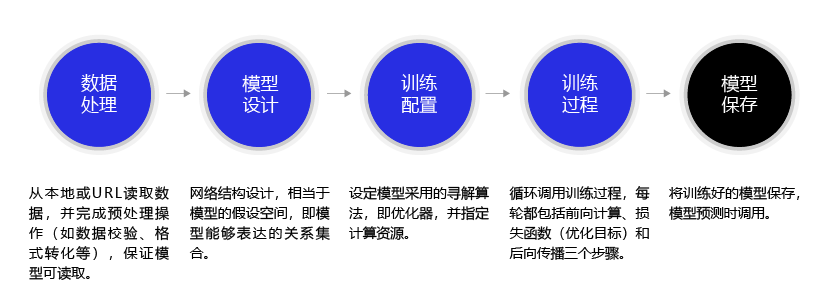 数据
处理
模型
设计
训练
配置
训练
过程
模型
保存
从本地或URL读取数
据，并完成预处理操
作（如数据校验、格
式转化等），保证模
型可读取。
网络结构设计，相当于
模型的假设空间，即模
型能够表达的关系集
合。
设定模型采用的寻解算
法，即优化器，并指定
计算资源。
循环调用训练过程，每
轮都包括前向计算、损
失函数（优化目标）和
后向传播三个步骤。
将训练好的模型保存，
模型预测时调用。